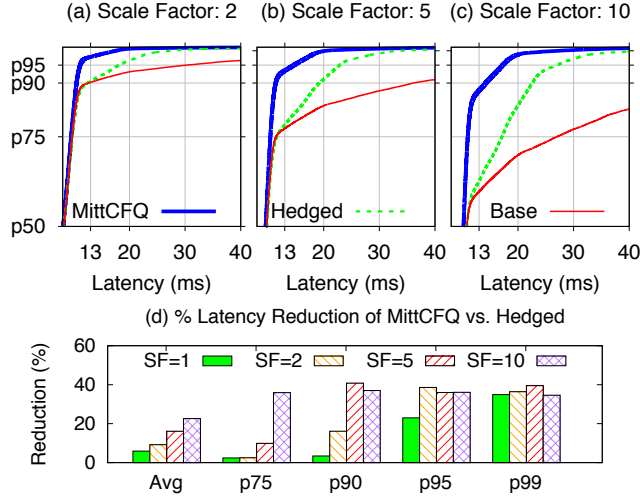 (a) Scale Factor: 2 (b) Scale Factor: 5 (c) Scale Factor: 10
p95
p90
p75
p50
MittCFQ Hedged Base
13 20 30 40 13 20 30 40 13 20 30 40
Latency (ms) Latency (ms) Latency (ms)
(d) % Latency Reduction of MittCFQ vs. Hedged
Reduction (%)
60
40
20
0
SF=1 SF=2 SF=5 SF=10
Avg p75 p90 p95 p99